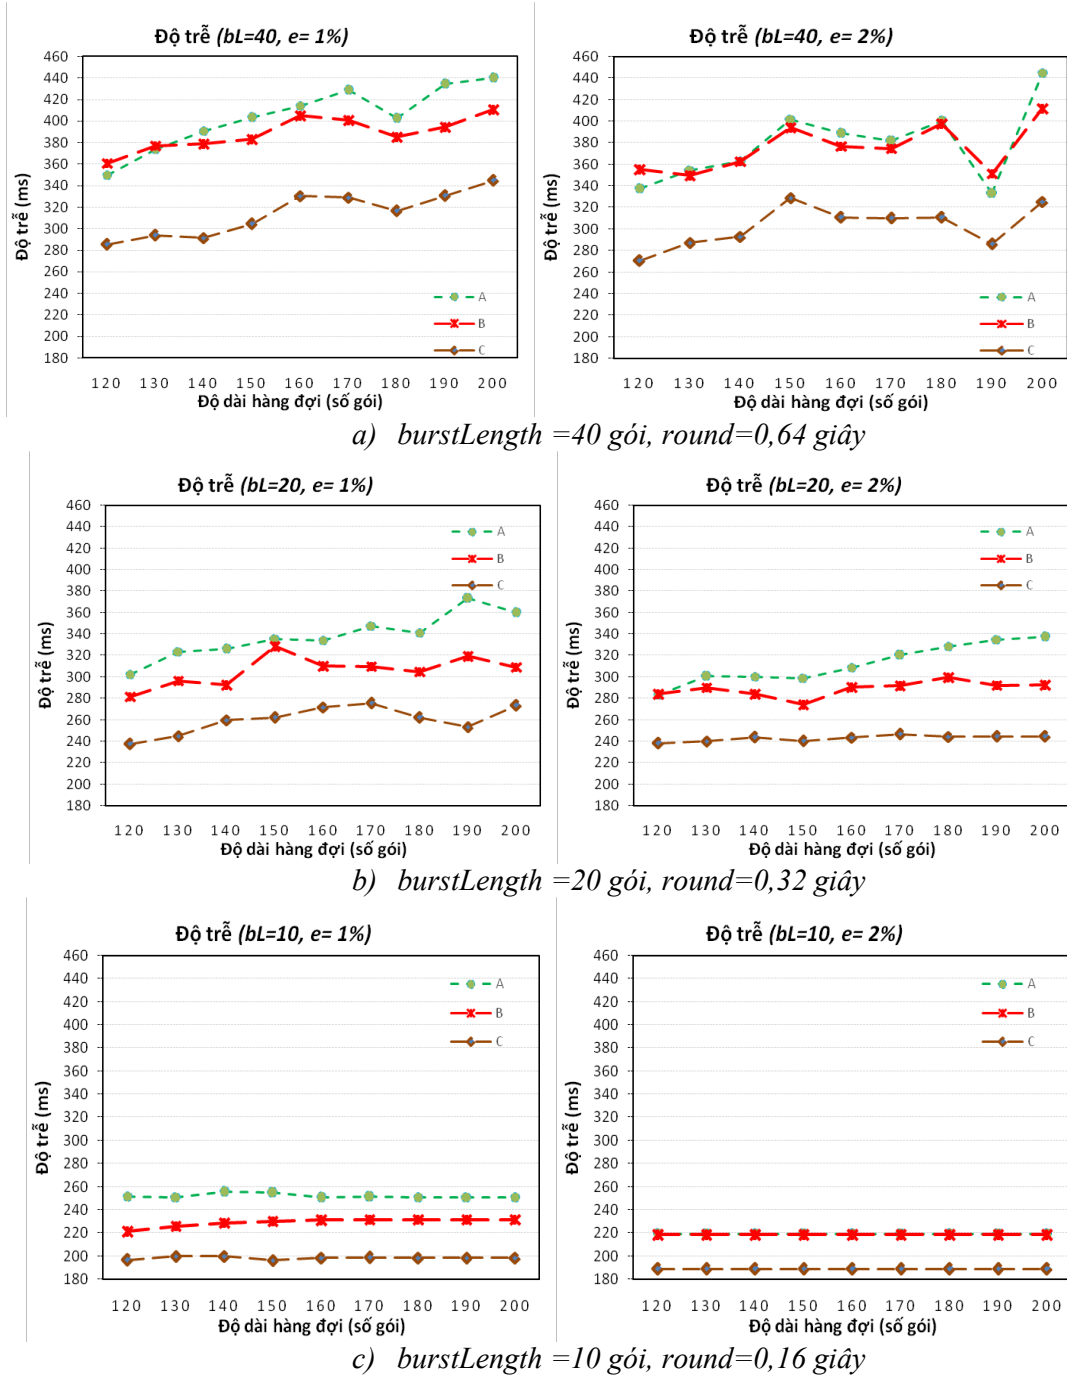 Độ trễ (bL=40, e= 1%)
460
440
420
400
380
360
340
320
300
280
260
240
220
200
180
Độ trễ (ms)
A
B
C
120 130 140 150 160 170 180 190 200
Độ dài hàng đợi (số gói)
Độ trễ (bL=40, e= 2%)
460
440
420
400
380
360
340
320
300
280
260
240
220
200
180
Độ trễ (ms)
A
B
C
120 130 140 150 160 170 180 190 200
Độ dài hàng đợi (số gói)
a) burstLength =40 gói, round=0,64 giây
Độ trễ (bL=20, e= 1%)
460
440
420
400
380
360
340
320
300
280
260
240
220
200
180
Độ trễ (ms)
A
B
C
120 130 140 150 160 170 180 190 200
Độ dài hàng đợi (số gói)
Độ trễ (bL=20, e= 2%)
460
440
420
400
380
360
340
320
300
280
260
240
220
200
180
Độ trễ (ms)
A
B
C
120 130 140 150 160 170 180 190 200
Độ dài hàng đợi (số gói)
b) burstLength =20 gói, round=0,32 giây
Độ trễ (bL=10, e= 1%)
460
440
420
400
380
360
340
320
300
280
260
240
220
200
180
Độ trễ (ms)
A
B
C
120 130 140 150 160 170 180 190 200
Độ dài hàng đợi (số gói)
Độ trễ (bL=10, e= 2%)
460
440
420
400
380
360
340
320
300
280
260
240
220
200
180
Độ trễ (ms)
A
B
C
120 130 140 150 160 170 180 190 200
Độ dài hàng đợi (số gói)
c) burstLength =10 gói, round=0,16 giây